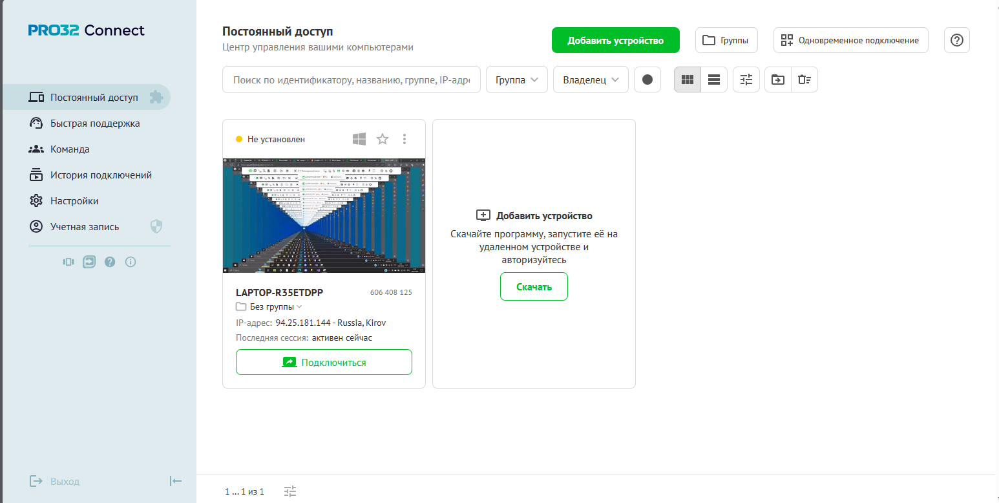 PRO32 Connect
Постоянный доступ
Быстрая поддержка
Команда
История подключений
Настройки
Учетная запись
Выход
Постоянный доступ
Центр управления вашими компьютерами
Добавить устройство
Группы
Одновременное подключение
Поиск по идентификатору, названию, группе, IP-адре
Группа
Владелец
Не установлен
LAPTOP-R35ETDPP
606 408 125
Без группы
IP-адрес: 94.25.181.144 - Russia, Kirov
Последняя сессия: активен сейчас
Подключиться
Добавить устройство
Скачайте программу, запустите её на
удаленном устройстве и
авторизуйтесь
Скачать
1 ... 1 из 1